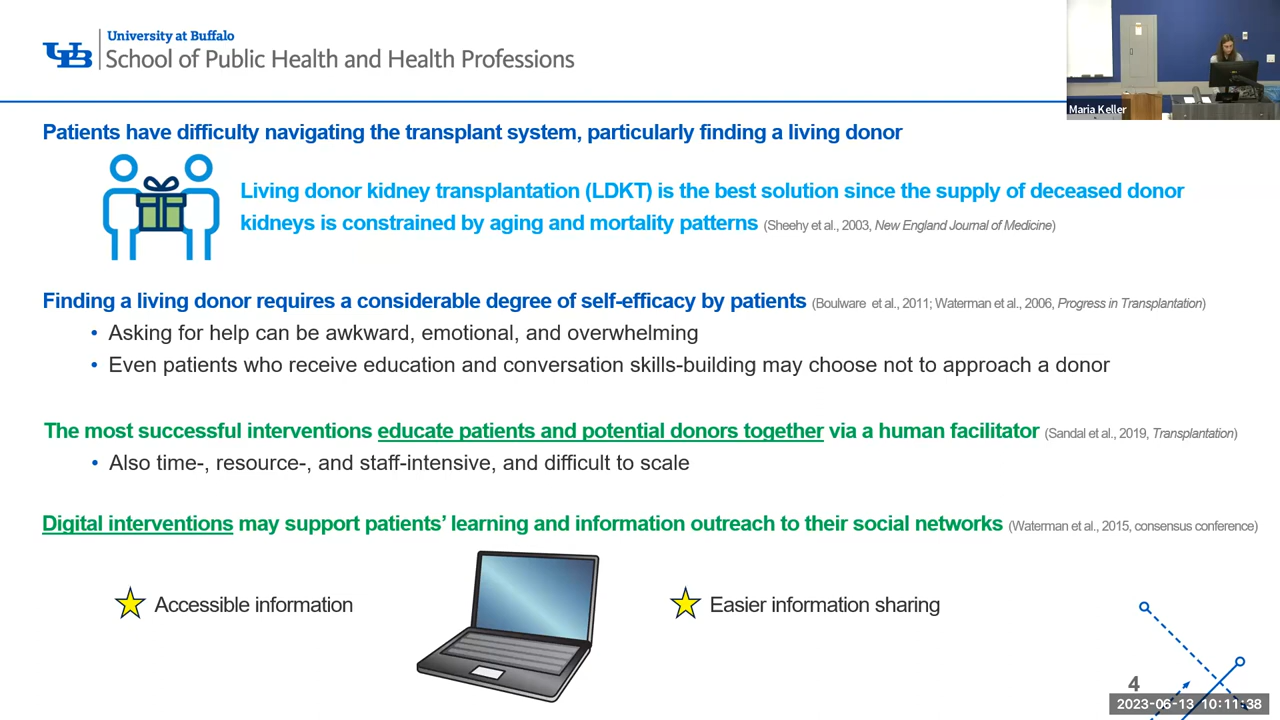 University at Buffalo
School of Public Health and Health Professions
Maria Keller
Patients have difficulty navigating the transplant system, particularly finding a living donor
Living donor kidney transplantation (LDKT) is the best solution since the supply of deceased donor
kidneys is constrained by aging and mortality patterns (Sheehy et al., 2003, New England Journal of Medicine)
Finding a living donor requires a considerable degree of self-efficacy by patients (Boulware et al., 2011; Waterman et al., 2006, Progress in Transplantation)
• Asking for help can be awkward, emotional, and overwhelming
• Even patients who receive education and conversation skills-building may choose not to approach a donor
The most successful interventions educate patients and potential donors together via a human facilitator (Sandal et al., 2019, Transplantation)
• Also time-, resource-, and staff-intensive, and difficult to scale
Digital interventions may support patients’ learning and information outreach to their social networks (Waterman et al., 2015, consensus conference)
Accessible information
Easier information sharing
4
2023-06-13 10:11:38